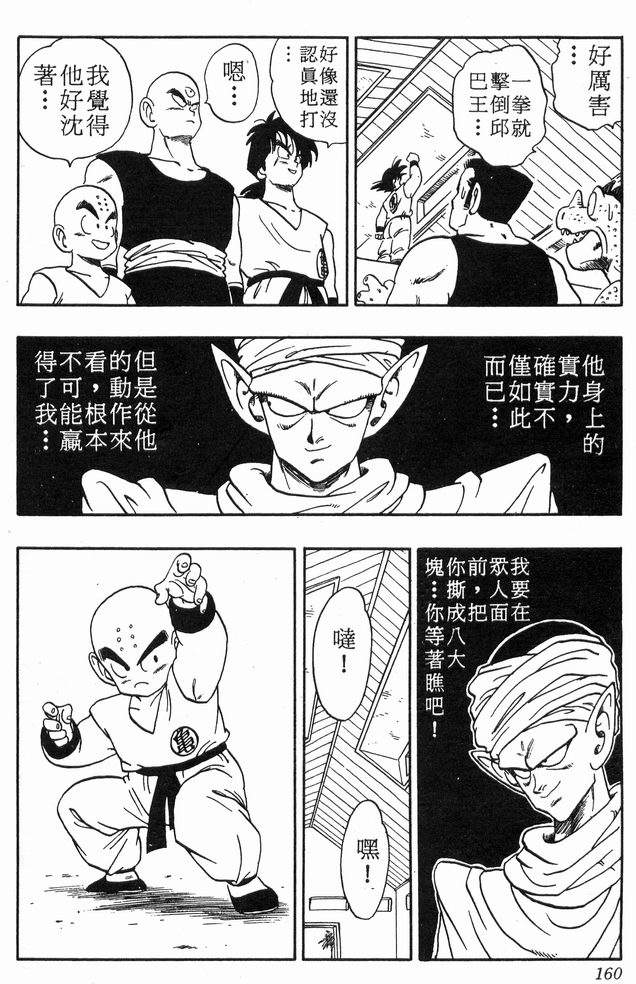 好厲害
…
一拳就
擊倒邱
巴王…
好像還沒
認真地打
…
嗯…
我覺得
他好沈
著…
他身上的
實力，
確實不
僅如此
而已…
但是從他
的動作來
看，根本
不可能贏
得了我…
我要在
眾人面
前，把
你撕成八大
塊…你等著瞧吧！
噠！
嘿！
龜
160